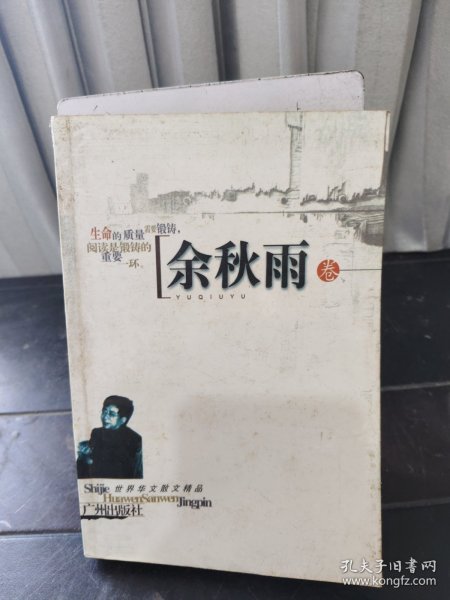 生命的质量需要锻铸，
阅读是锻铸的
重要一环。
余秋雨 卷
YUQIUYU
Shijie 世界华文散文精品
HuawenSanwen Jingpin
广州出版社
孔夫子旧书网
www.kongfz.com